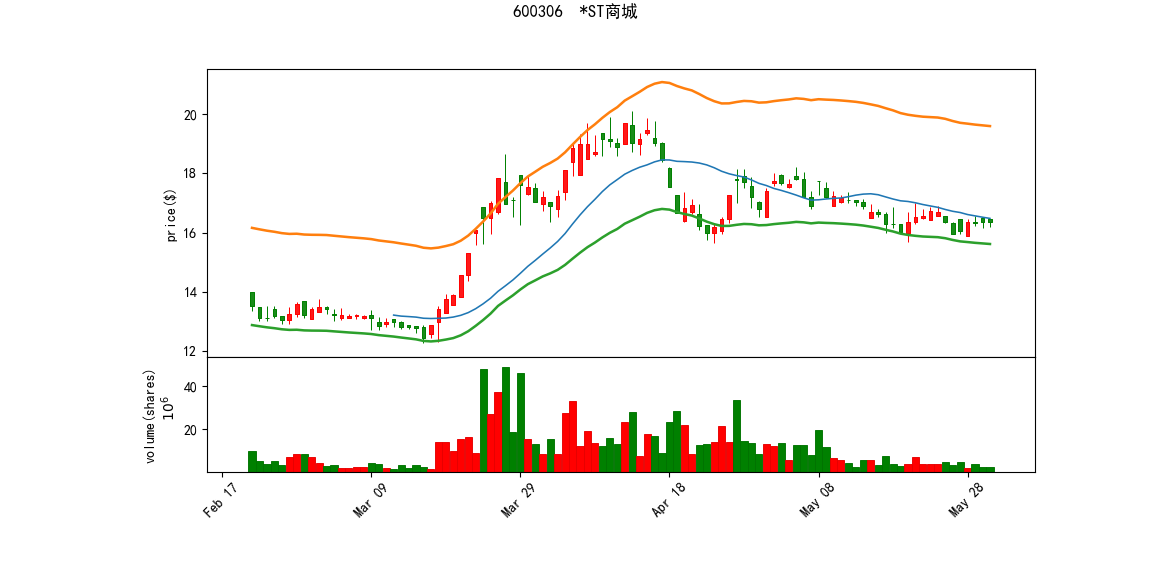 600306  *ST商城
price($)
20
18
16
14
12
volume(shares)
10^6
40
20
Feb 17
Mar 09
Mar 29
Apr 18
May 08
May 28